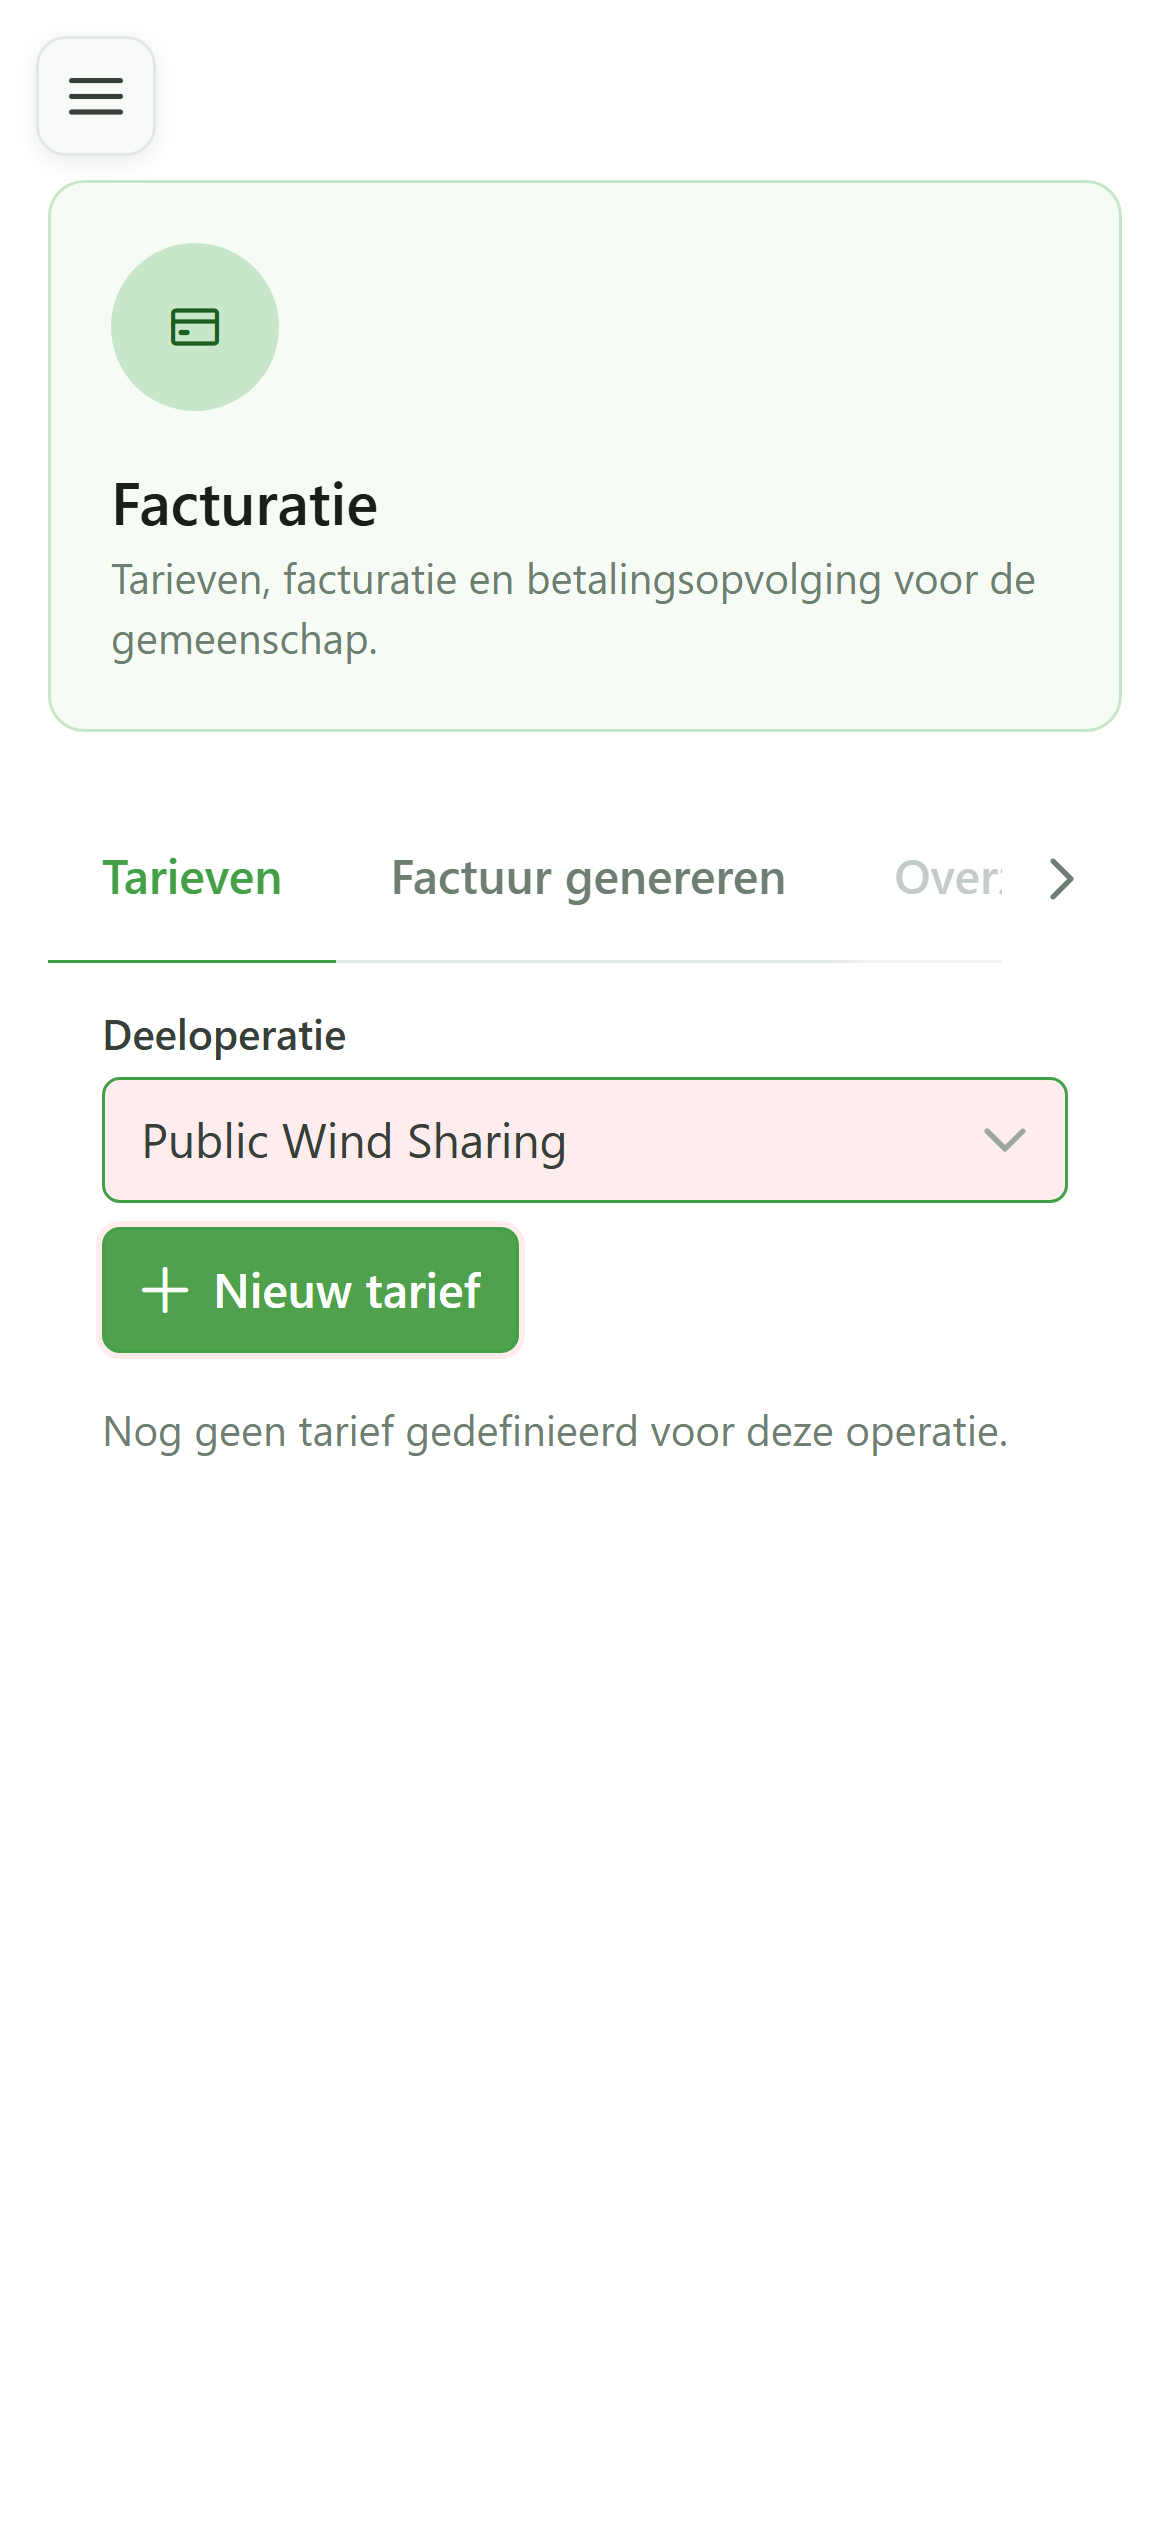 Facturatie
Tarieven, facturatie en betalingsopvolging voor de
gemeenschap.
Tarieven
Factuur genereren
Deeloperatie
Public Wind Sharing
Nieuw tarief
Nog geen tarief gedefinieerd voor deze operatie.